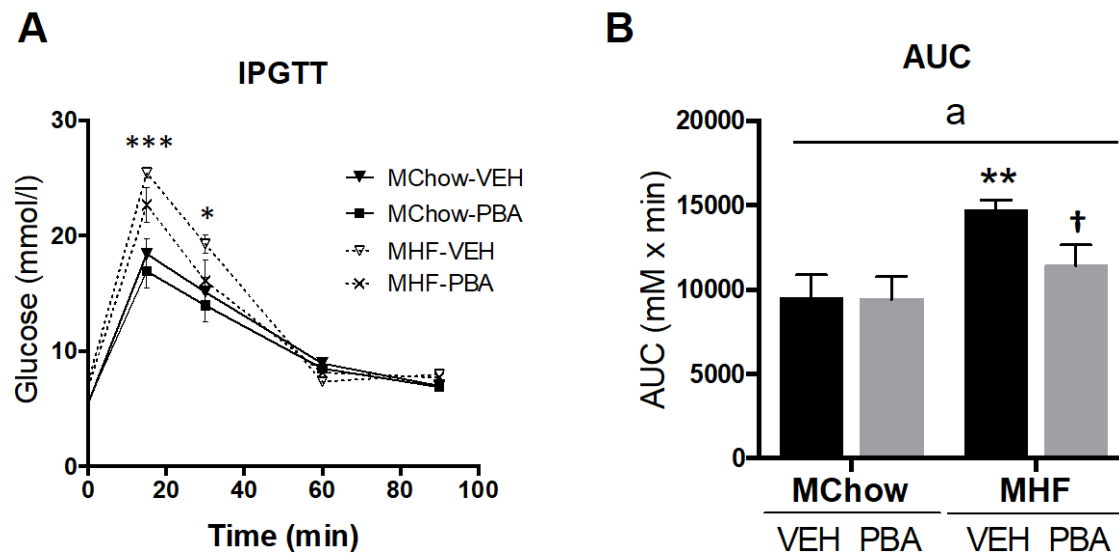 A
IPGTT
Glucose (mmol/l)
30
20
10
0
0 20 40 60 80 100
Time (min)
***
*
MChow-VEH
MChow-PBA
MHF-VEH
MHF-PBA
B
AUC
a
AUC (mM x min)
20000
15000
10000
5000
0
**
†
MChow MHF
VEH PBA VEH PBA